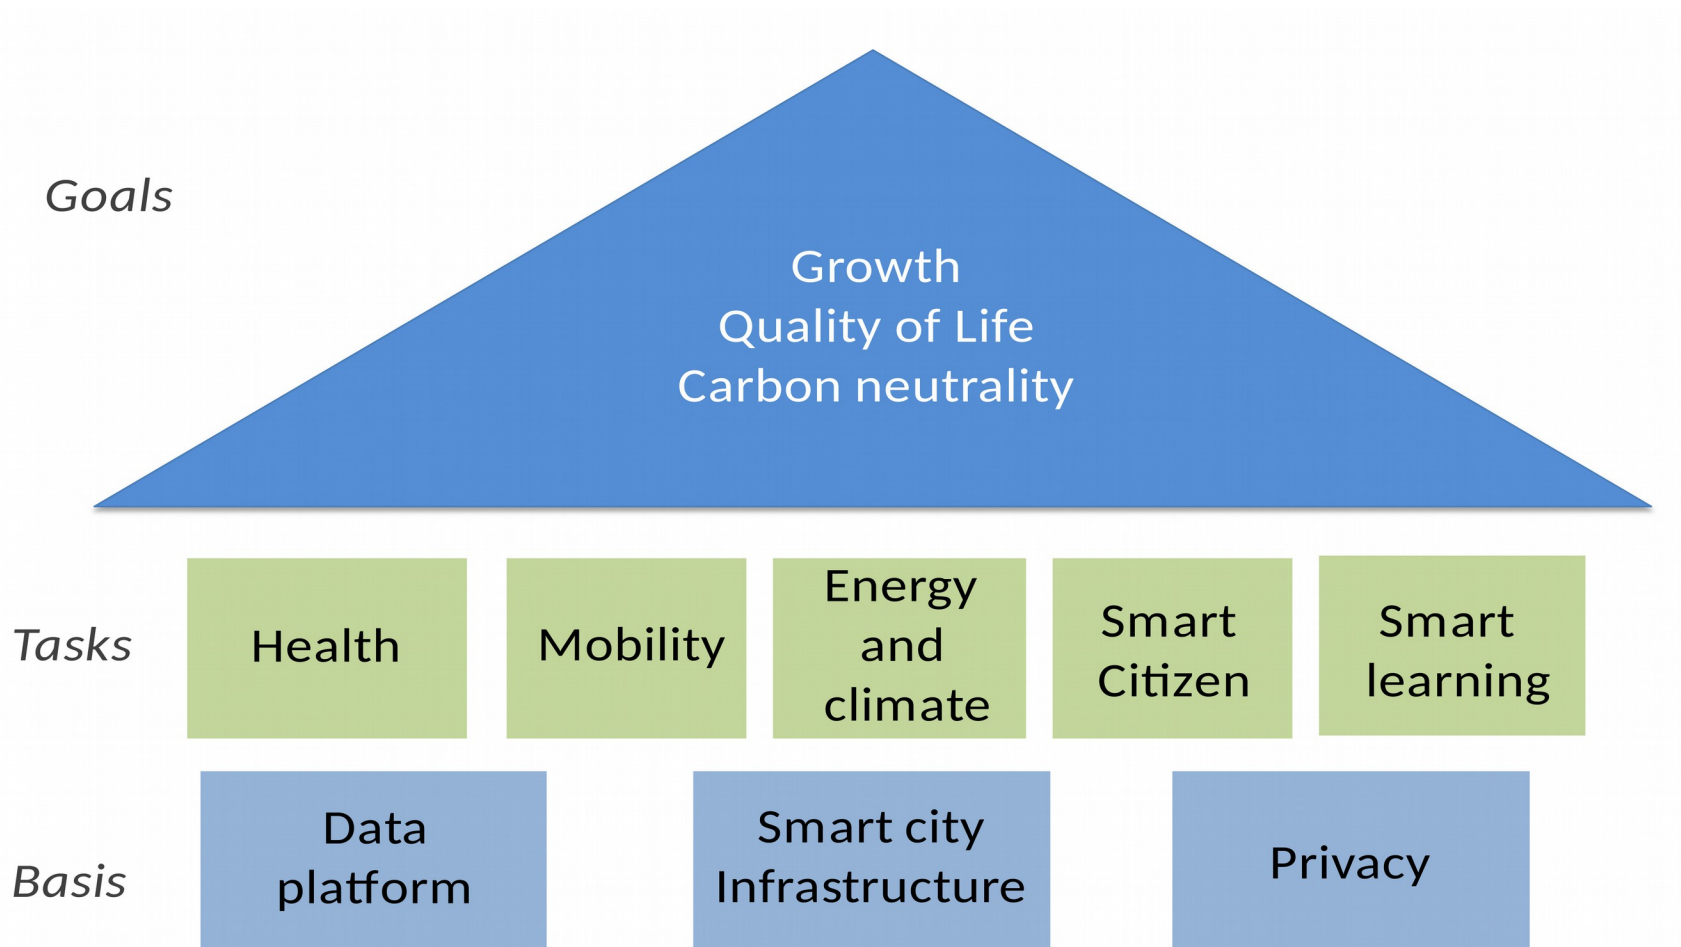 Goals
Growth
Quality of Life
Carbon neutrality
Tasks
Health
Mobility
Energy
and
climate
Smart
Citizen
Smart
learning
Basis
Data
platform
Smart city
Infrastructure
Privacy